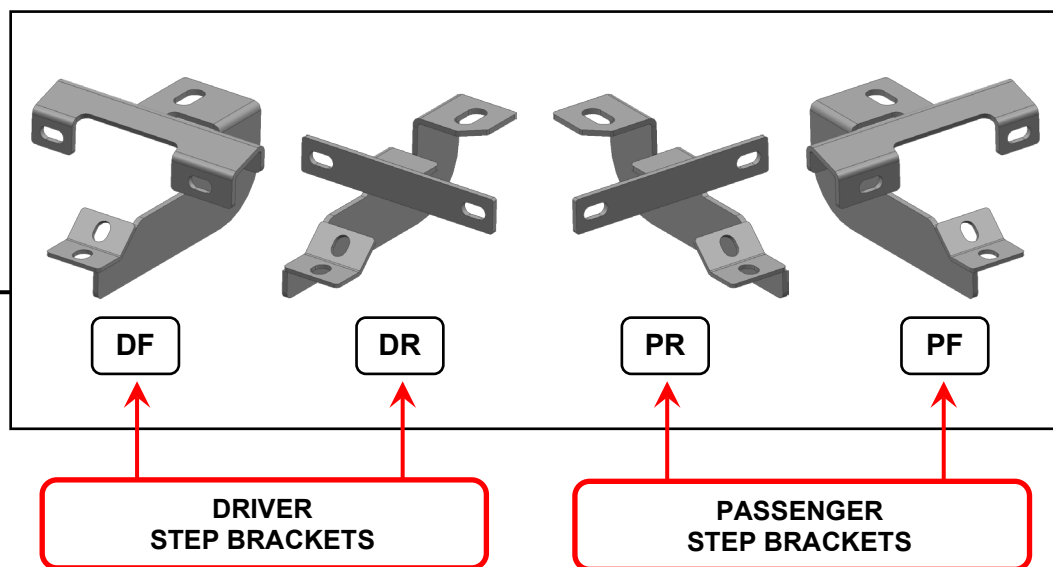 DF
DR
PR
PF
DRIVER
STEP BRACKETS
PASSENGER
STEP BRACKETS